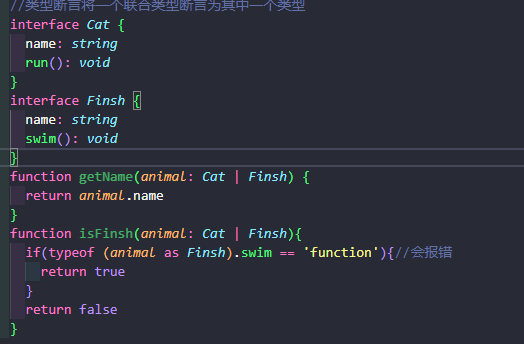 //类型断言将一个联合类型断言为其中一个类型
interface Cat {
  name: string
  run(): void
}
interface Finsh {
  name: string
  swim(): void
}
function getName(animal: Cat | Finsh) {
  return animal.name
}
function isFinsh(animal: Cat | Finsh){
  if(typeof (animal as Finsh).swim == 'function'){//会报错
    return true
  }
  return false
}